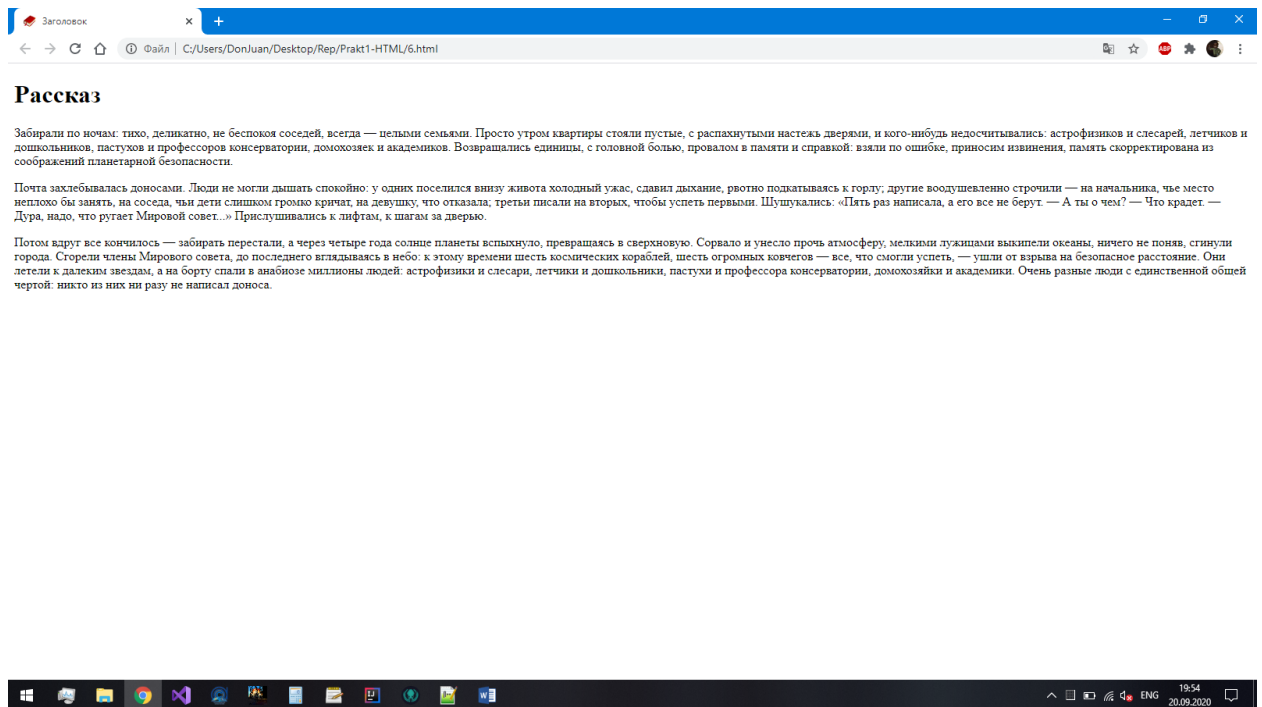 Заголовок
Файл
C:/Users/DonJuan/Desktop/Rep/Prakt1-HTML/6.html
ABP
Рассказ
Забирали по ночам: тихо, деликатно, не беспокоя соседей, всегда — целыми семьями. Просто утром квартиры стояли пустые, с распахнутыми настежь дверями, и кого-нибудь недосчитывались: астрофизиков и слесарей, летчиков и
дошкольников, пастухов и профессоров консерватории, домохозяек и академиков. Возвращались единицы, с головной болью, провалом в памяти и справкой: взяли по ошибке, приносим извинения, память скорректирована из
соображений планетарной безопасности.
Почта захлебывалась доносами. Люди не могли дышать спокойно: у одних поселился внизу живота холодный ужас, сдавил дыхание, рвотно подкатываясь к горлу; другие воодушевленно строчили — на начальника, чье место
неплохо бы занять, на соседа, чьи дети слишком громко кричат, на девушку, что отказала; третьи писали на вторых, чтобы успеть первыми. Шушукались: «Пять раз написала, а его все не берут. — А ты о чем? — Что крадет. —
Дура, надо, что ругает Мировой совет...» Прислушивались к лифтам, к шагам за дверью.
Потом вдруг все кончилось — забирать перестали, а через четыре года солнце планеты вспыхнуло, превращаясь в сверхновую. Сорвало и унесло прочь атмосферу, мелкими лужицами выкипели океаны, ничего не поняв, сгинули
города. Сгорели члены Мирового совета, до последнего вглядываясь в небо: к этому времени шесть космических кораблей, шесть огромных ковчегов — все, что смогли успеть, — ушли от взрыва на безопасное расстояние. Они
летели к далеким звездам, а на борту спали в анабиозе миллионы людей: астрофизики и слесари, летчики и дошкольники, пастухи и профессора консерватории, домохозяйки и академики. Очень разные люди с единственной общей
чертой: никто из них ни разу не написал доноса.
ENG
19:54
20.09.2020